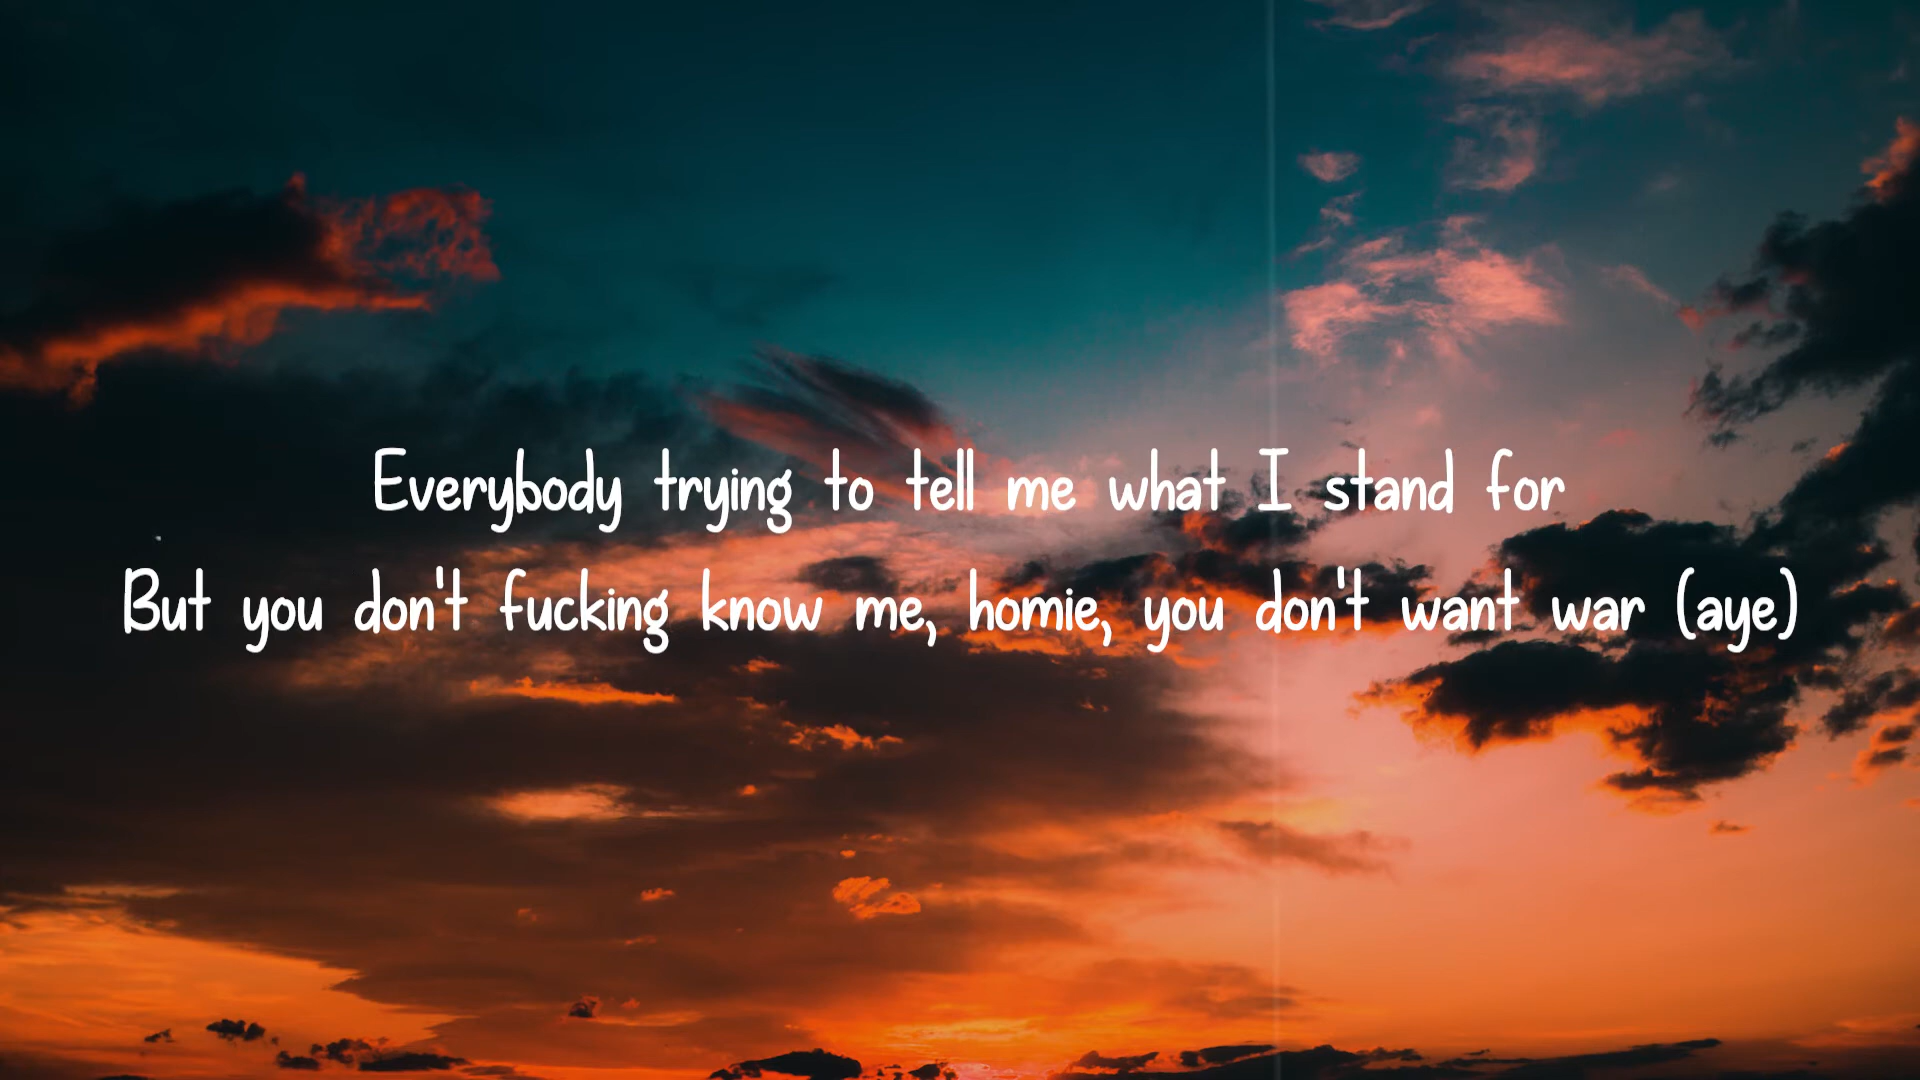 Everybody trying to tell me what I stand for
But you don't fucking know me, homie, you don't want war (aye)